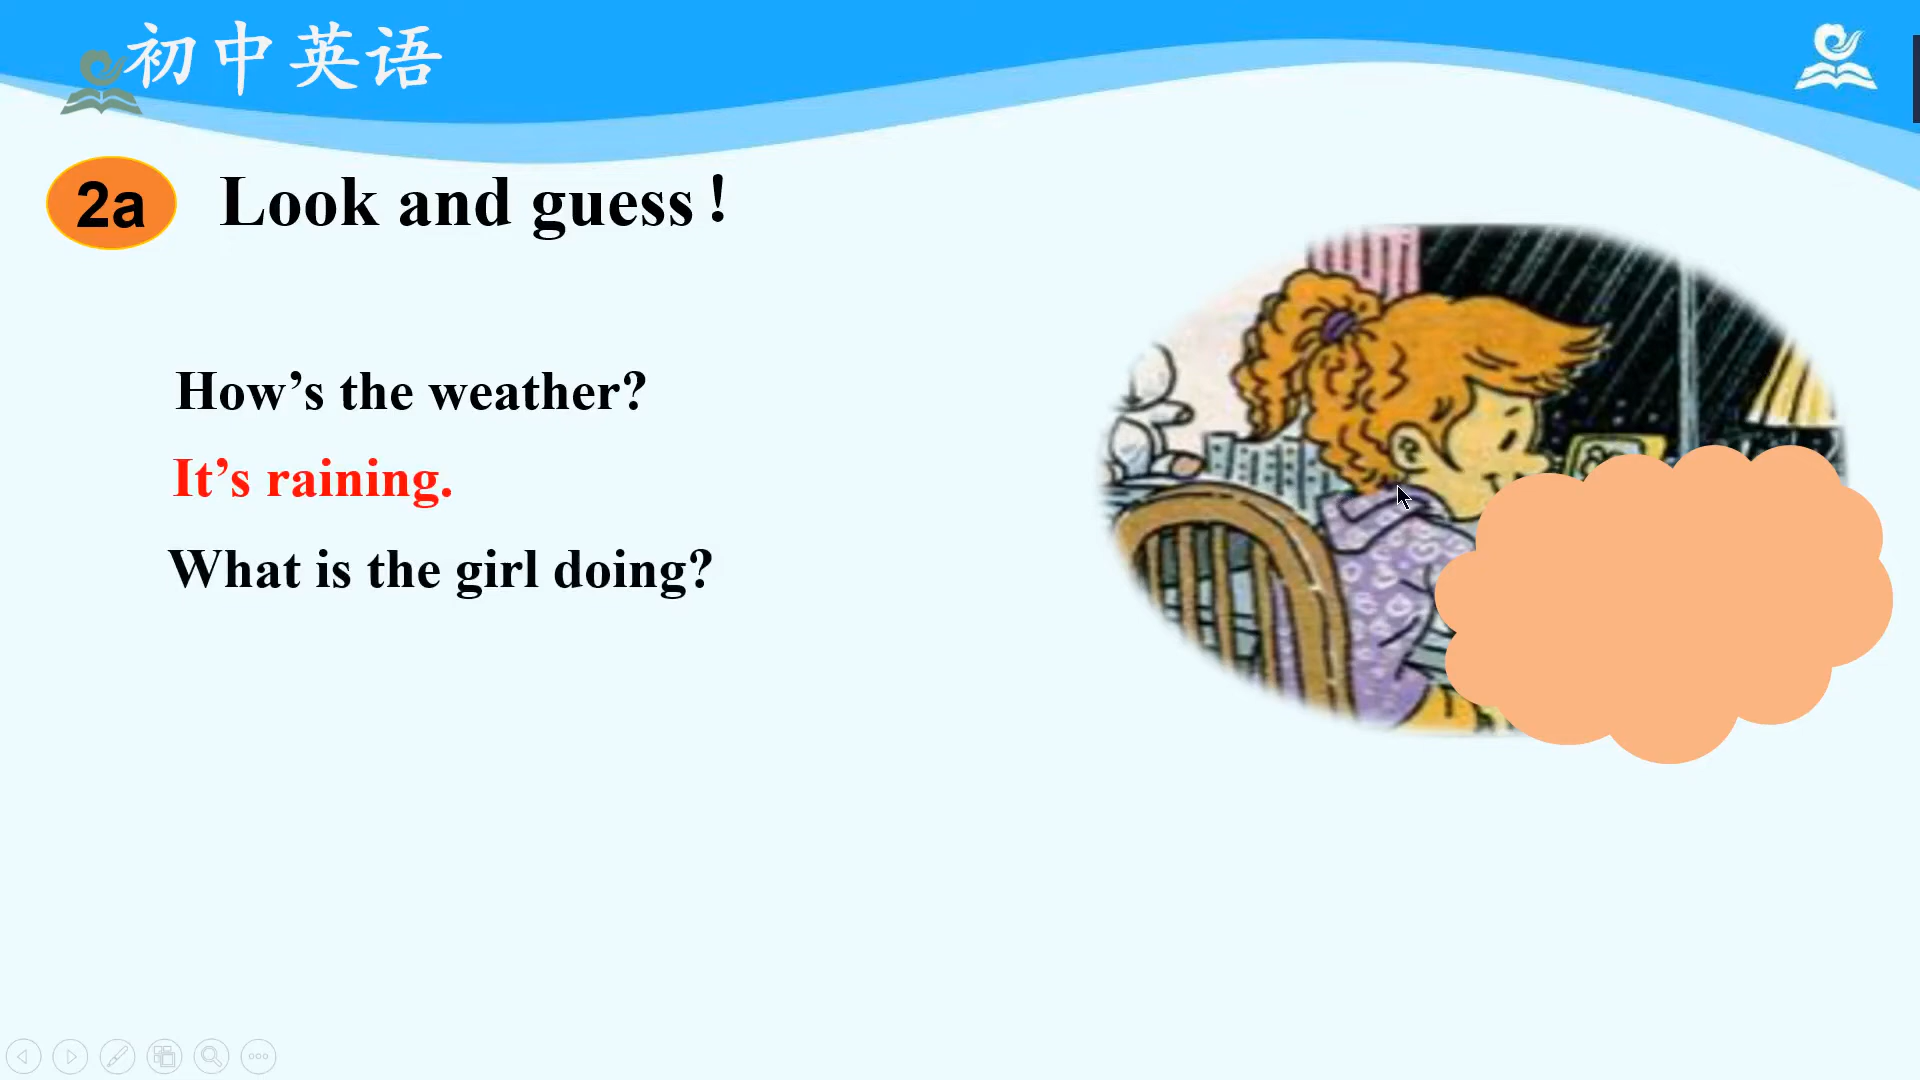 初中英语
2a Look and guess！
How’s the weather?
It’s raining.
What is the girl doing?